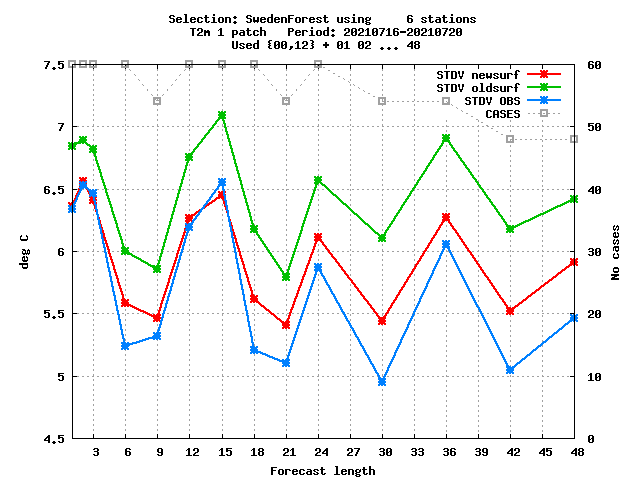 Selection: SwedenForest using     6 stations
T2m 1 patch   Period: 20210716-20210720
Used {00,12} + 01 02 ... 48
7.5
7
6.5
6
5.5
5
4.5
deg C
60
50
40
30
20
10
0
No cases
STDV newsurf
STDV oldsurf
STDV OBS
CASES
3 6 9 12 15 18 21 24 27 30 33 36 39 42 45 48
Forecast length